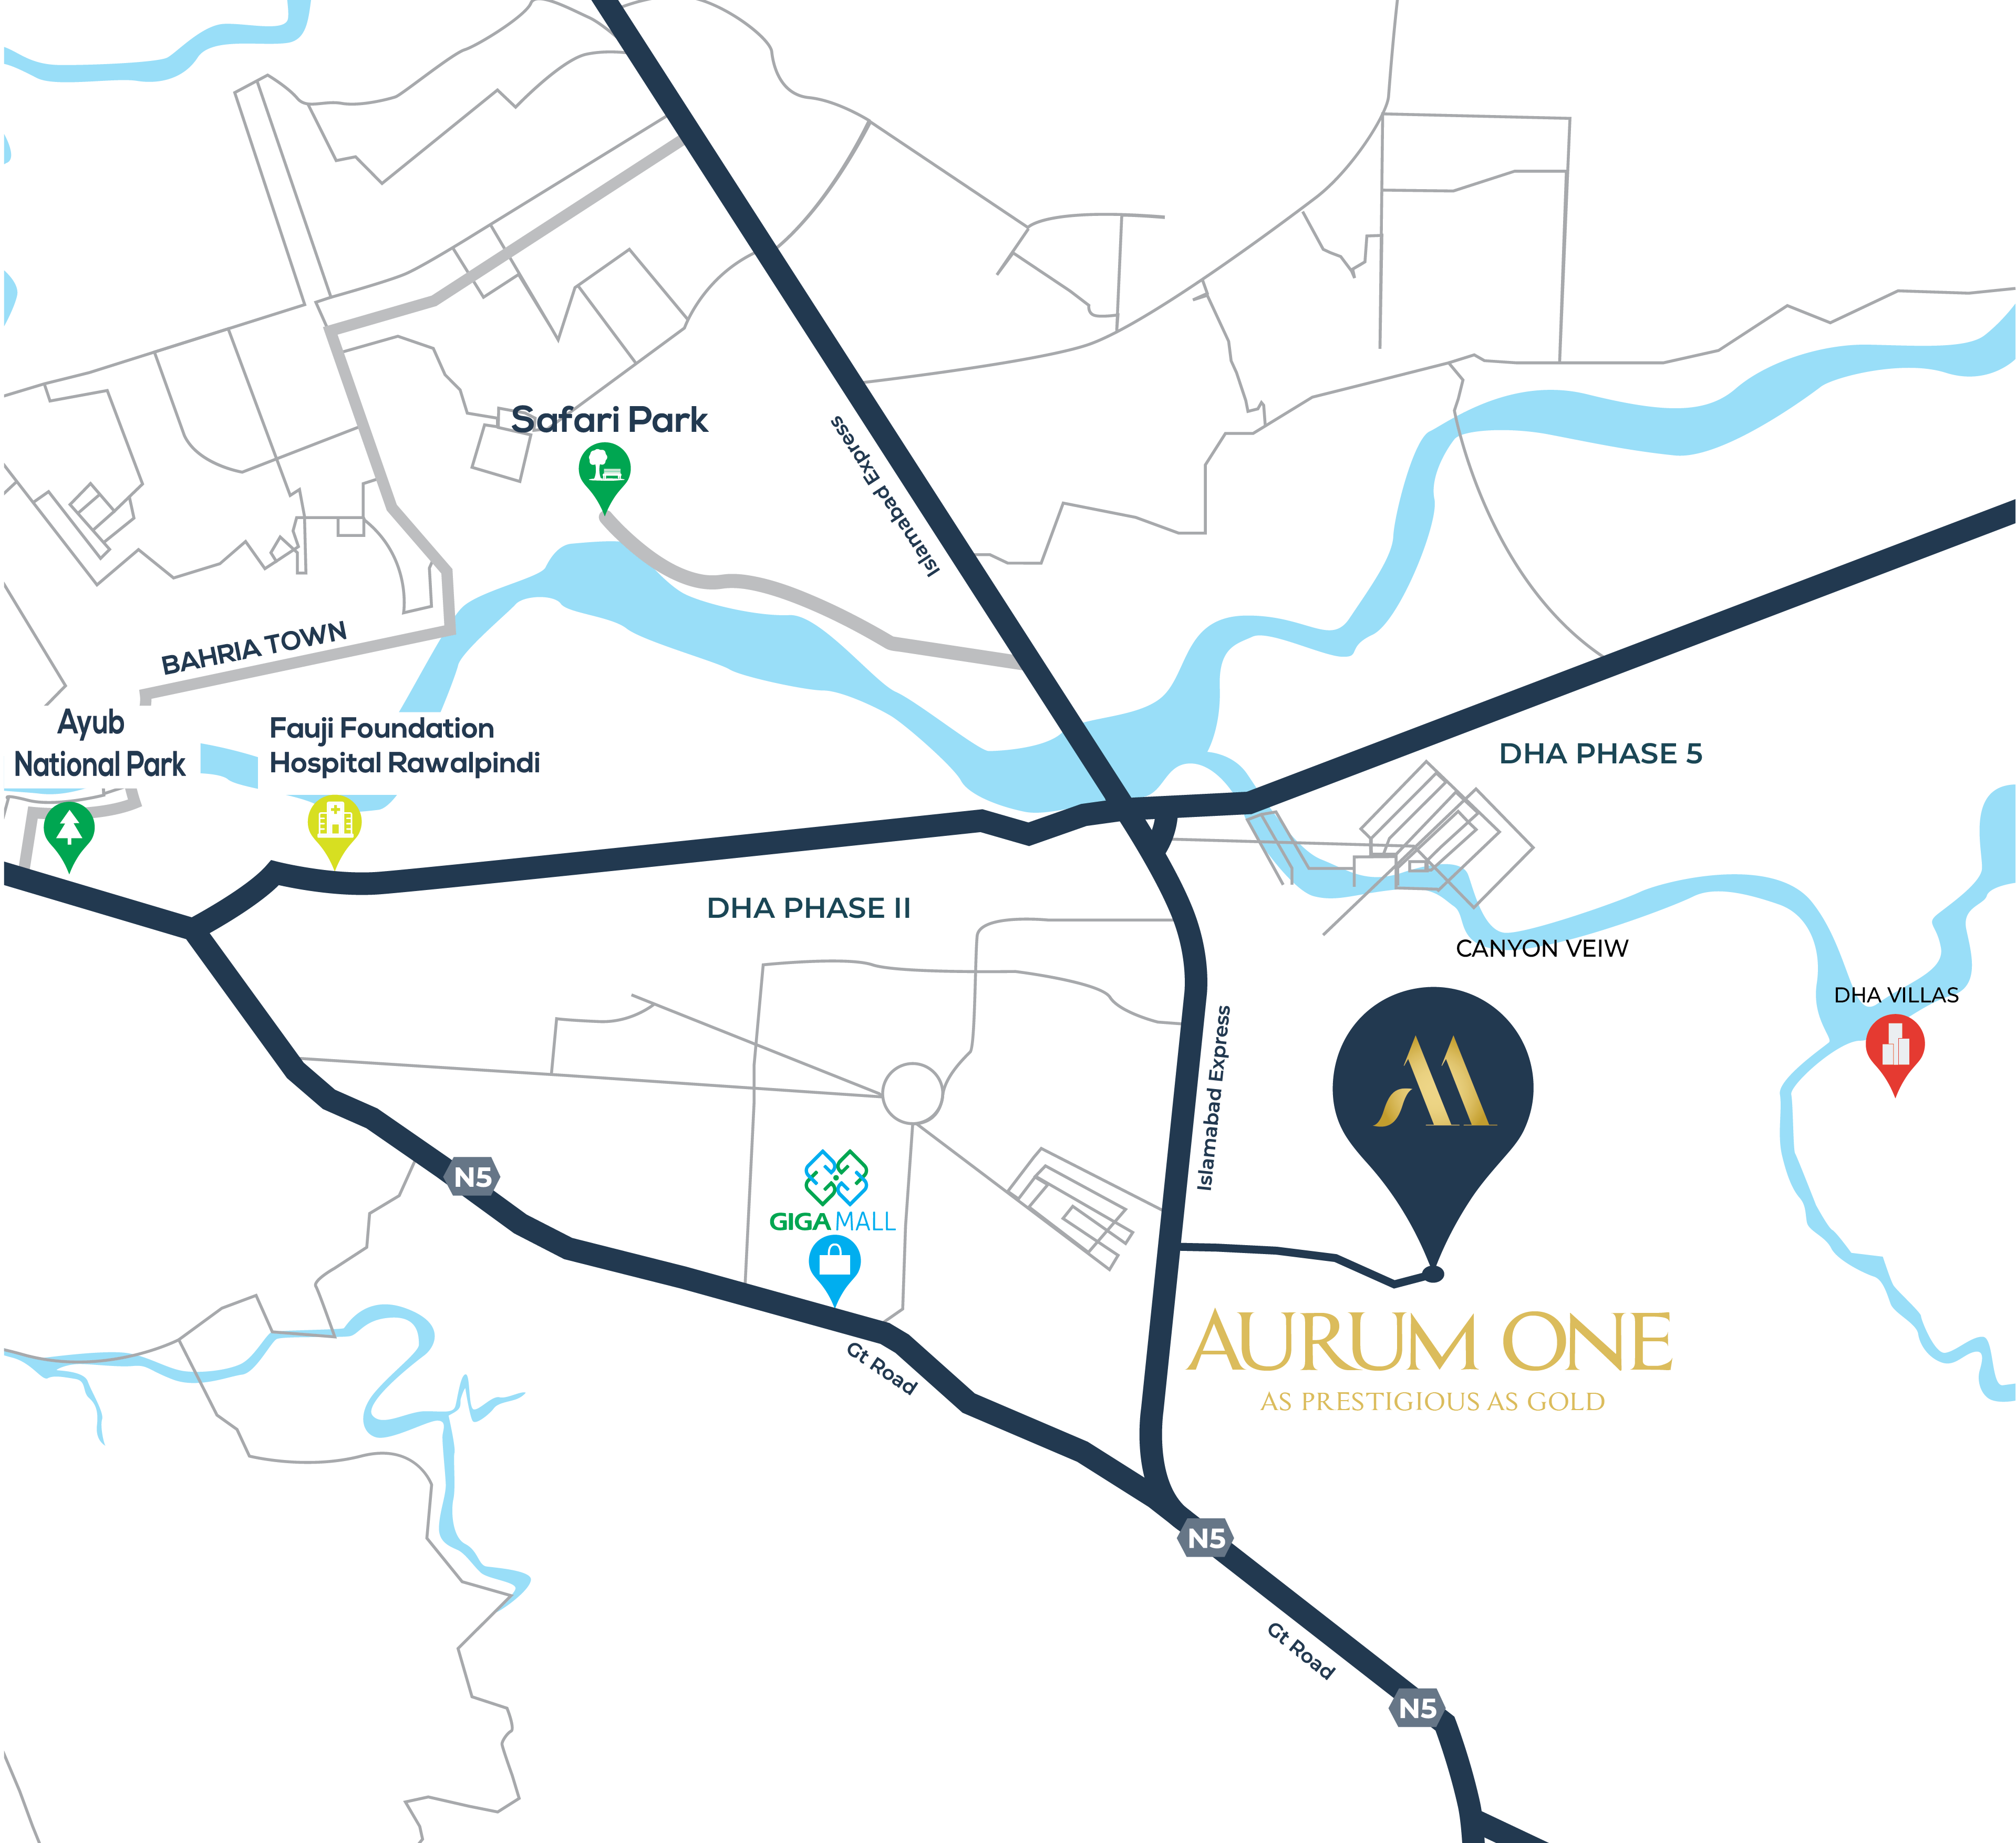 Safari Park
Islamabad Express
BAHRIA TOWN
Ayub
National Park
Fauji Foundation
Hospital Rawalpindi
DHA PHASE 5
DHA PHASE II
CANYON VEIW
DHA VILLAS
Islamabad Express
N5
GIGA MALL
Gt Road
AURUM ONE
AS PRESTIGIOUS AS GOLD
N5
Gt Road
N5